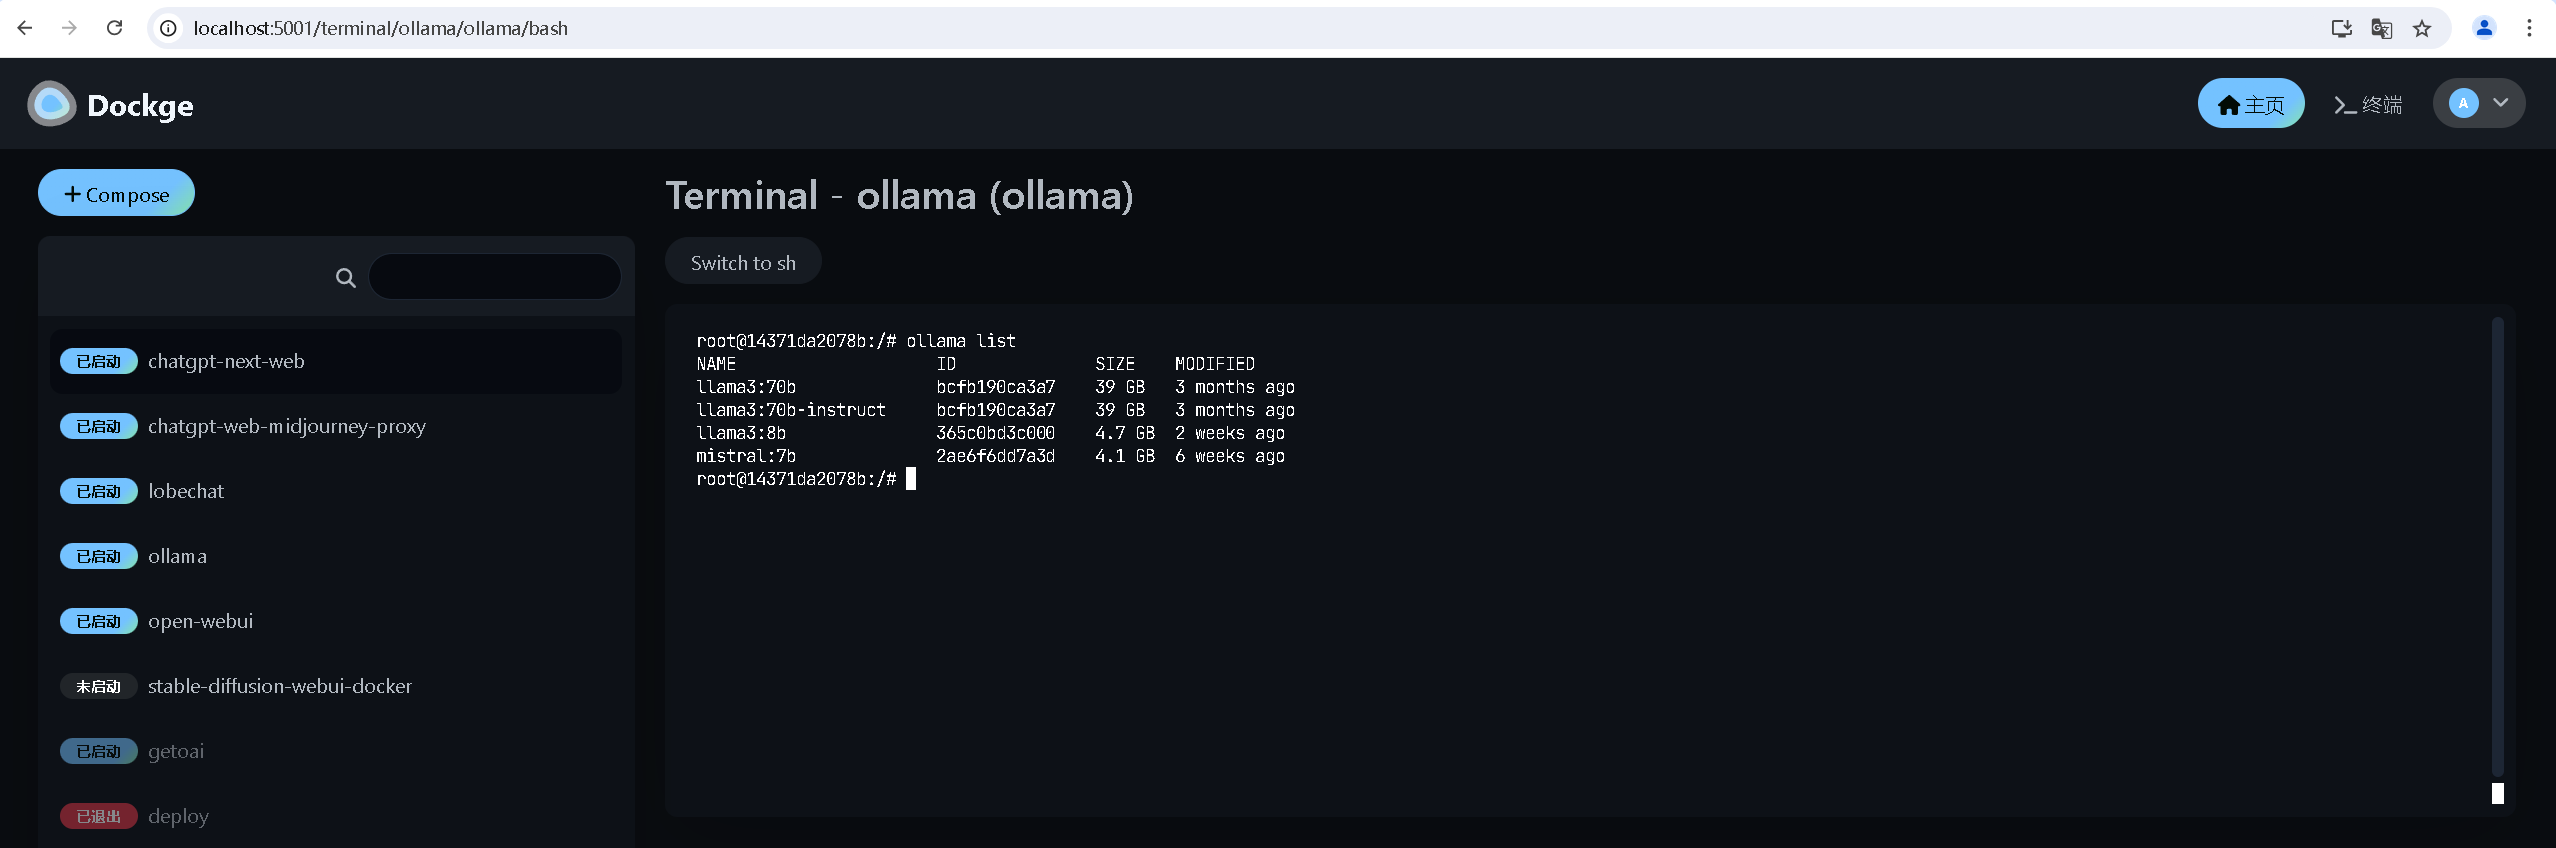 localhost:5001/terminal/ollama/ollama/bash
Dockge
主页
终端
A
Compose
Terminal - ollama (ollama)
Switch to sh
已启动 chatgpt-next-web
已启动 chatgpt-web-midjourney-proxy
已启动 lobechat
已启动 ollama
已启动 open-webui
未启动 stable-diffusion-webui-docker
已启动 getoai
已退出 deploy
root@14371da2078b:/# ollama list
NAME ID SIZE MODIFIED
llama3:70b bcfb190ca3a7 39 GB 3 months ago
llama3:70b-instruct bcfb190ca3a7 39 GB 3 months ago
llama3:8b 365c0bd3c000 4.7 GB 2 weeks ago
mistral:7b 2ae6f6dd7a3d 4.1 GB 6 weeks ago
root@14371da2078b:/#